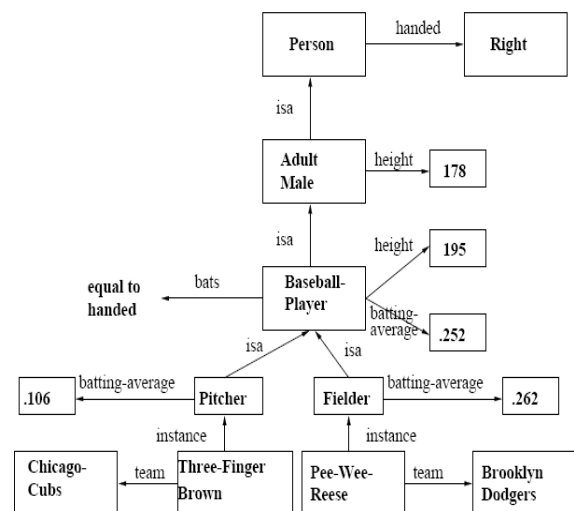 handed
Person
Right
isa
Adult
Male
height
178
isa
height
195
equal to
handed
bats
Baseball-
Player
batting-
average
.252
isa
isa
.106
batting-average
Pitcher
Fielder
batting-average
.262
instance
instance
Chicago-
Cubs
team
Three-Finger
Brown
Pee-Wee-
Reese
team
Brooklyn
Dodgers